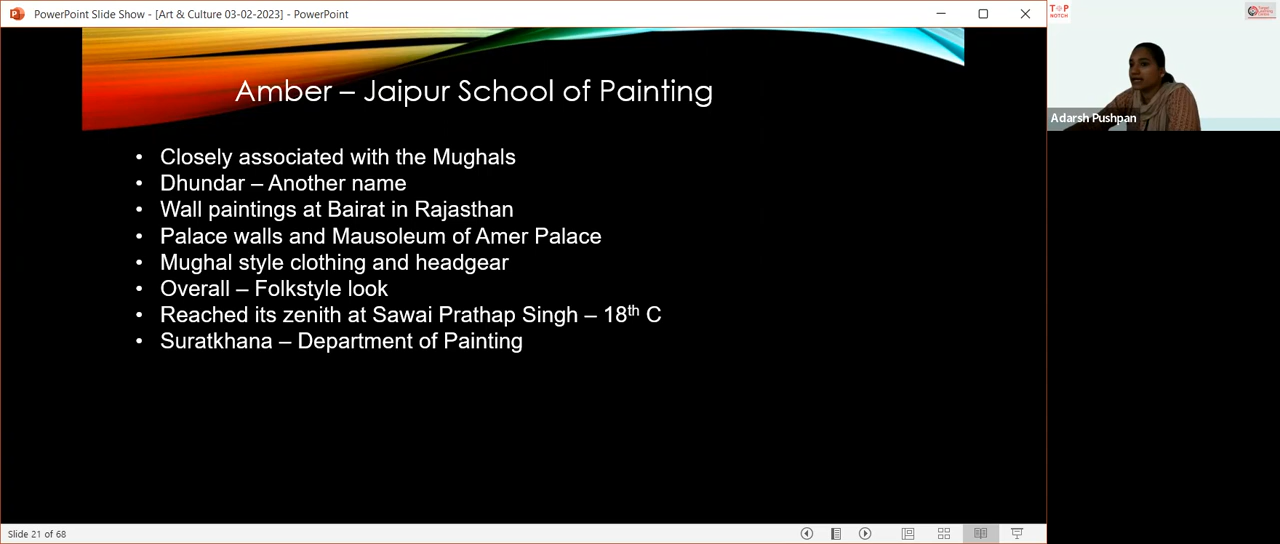 PowerPoint Slide Show - [Art & Culture 03-02-2023] - PowerPoint
T P
NOTCH
Adarsh Pushpan
Amber – Jaipur School of Painting
• Closely associated with the Mughals
• Dhundar – Another name
• Wall paintings at Bairat in Rajasthan
• Palace walls and Mausoleum of Amer Palace
• Mughal style clothing and headgear
• Overall – Folkstyle look
• Reached its zenith at Sawai Prathap Singh – 18th C
• Suratkhana – Department of Painting
Slide 21 of 68